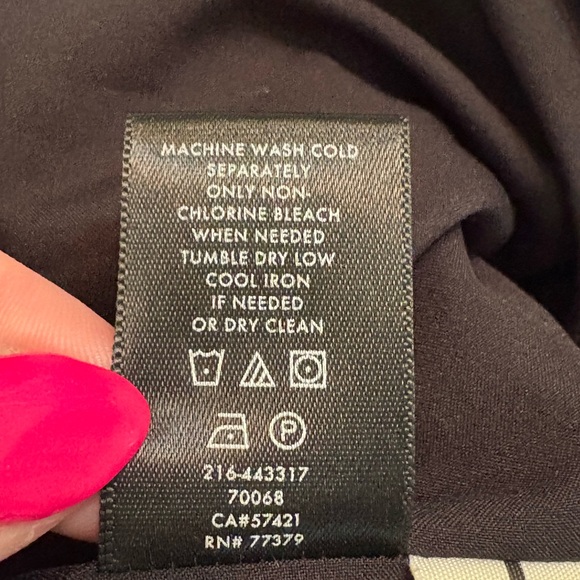 MACHINE WASH COLD
SEPARATELY
ONLY NON-
CHLORINE BLEACH
WHEN NEEDED
TUMBLE DRY LOW
COOL IRON
IF NEEDED
OR DRY CLEAN
P
216-443317
70068
CA#57421
RN# 77379